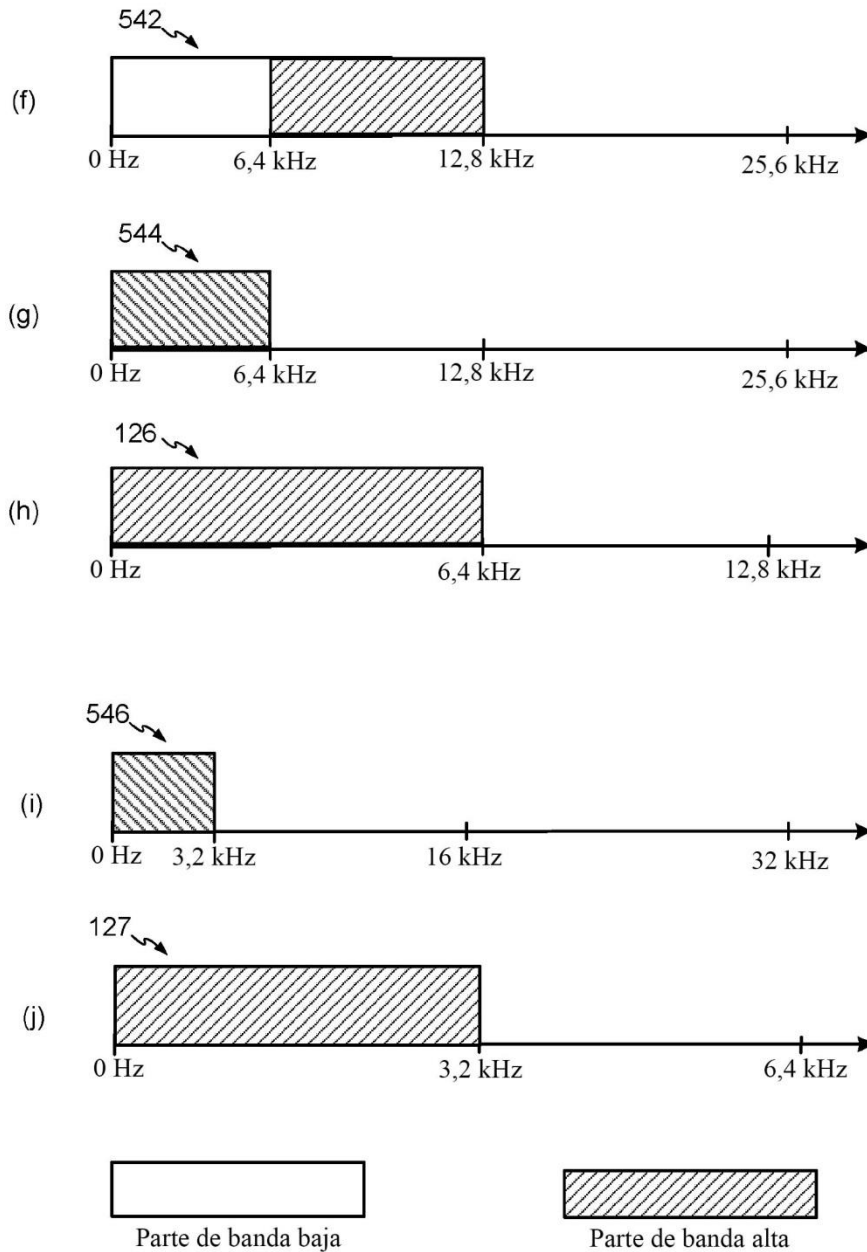 542
(f)
0 Hz 6,4 kHz 12,8 kHz 25,6 kHz
544
(g)
0 Hz 6,4 kHz 12,8 kHz 25,6 kHz
126
(h)
0 Hz 6,4 kHz 12,8 kHz
546
(i)
0 Hz 3,2 kHz 16 kHz 32 kHz
127
(j)
0 Hz 3,2 kHz 6,4 kHz
Parte de banda baja Parte de banda alta